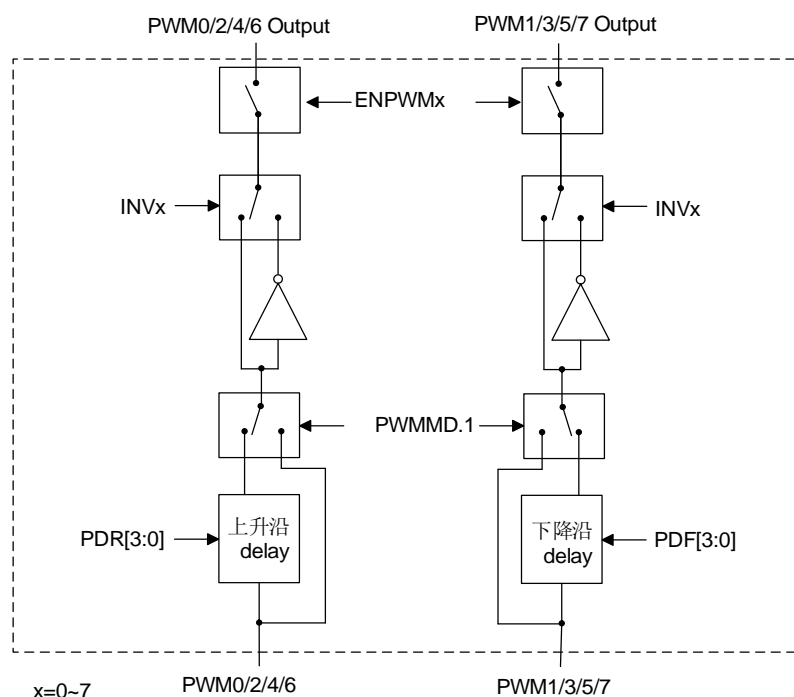 PWM0/2/4/6 Output
PWM1/3/5/7 Output
ENPWMx
INVx
INVx
PWMMD.1
PDR[3:0]
上升沿
delay
下降沿
delay
PDF[3:0]
x=0~7
PWM0/2/4/6
PWM1/3/5/7